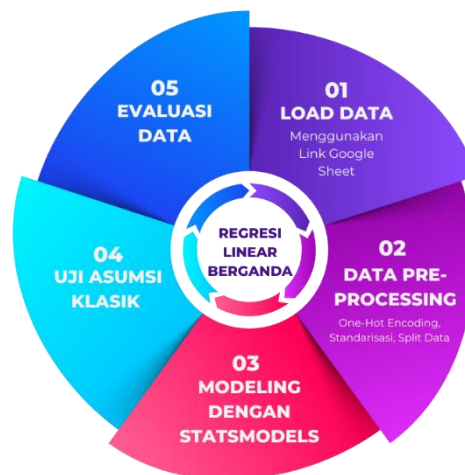 REGRESI
LINEAR
BERGANDA
01
LOAD DATA
Menggunakan
Link Google
Sheet
02
DATA PRE-
PROCESSING
One-Hot Encoding,
Standarisasi, Split Data
03
MODELING
DENGAN
STATSMODELS
04
UJI ASUMSI
KLASIK
05
EVALUASI
DATA